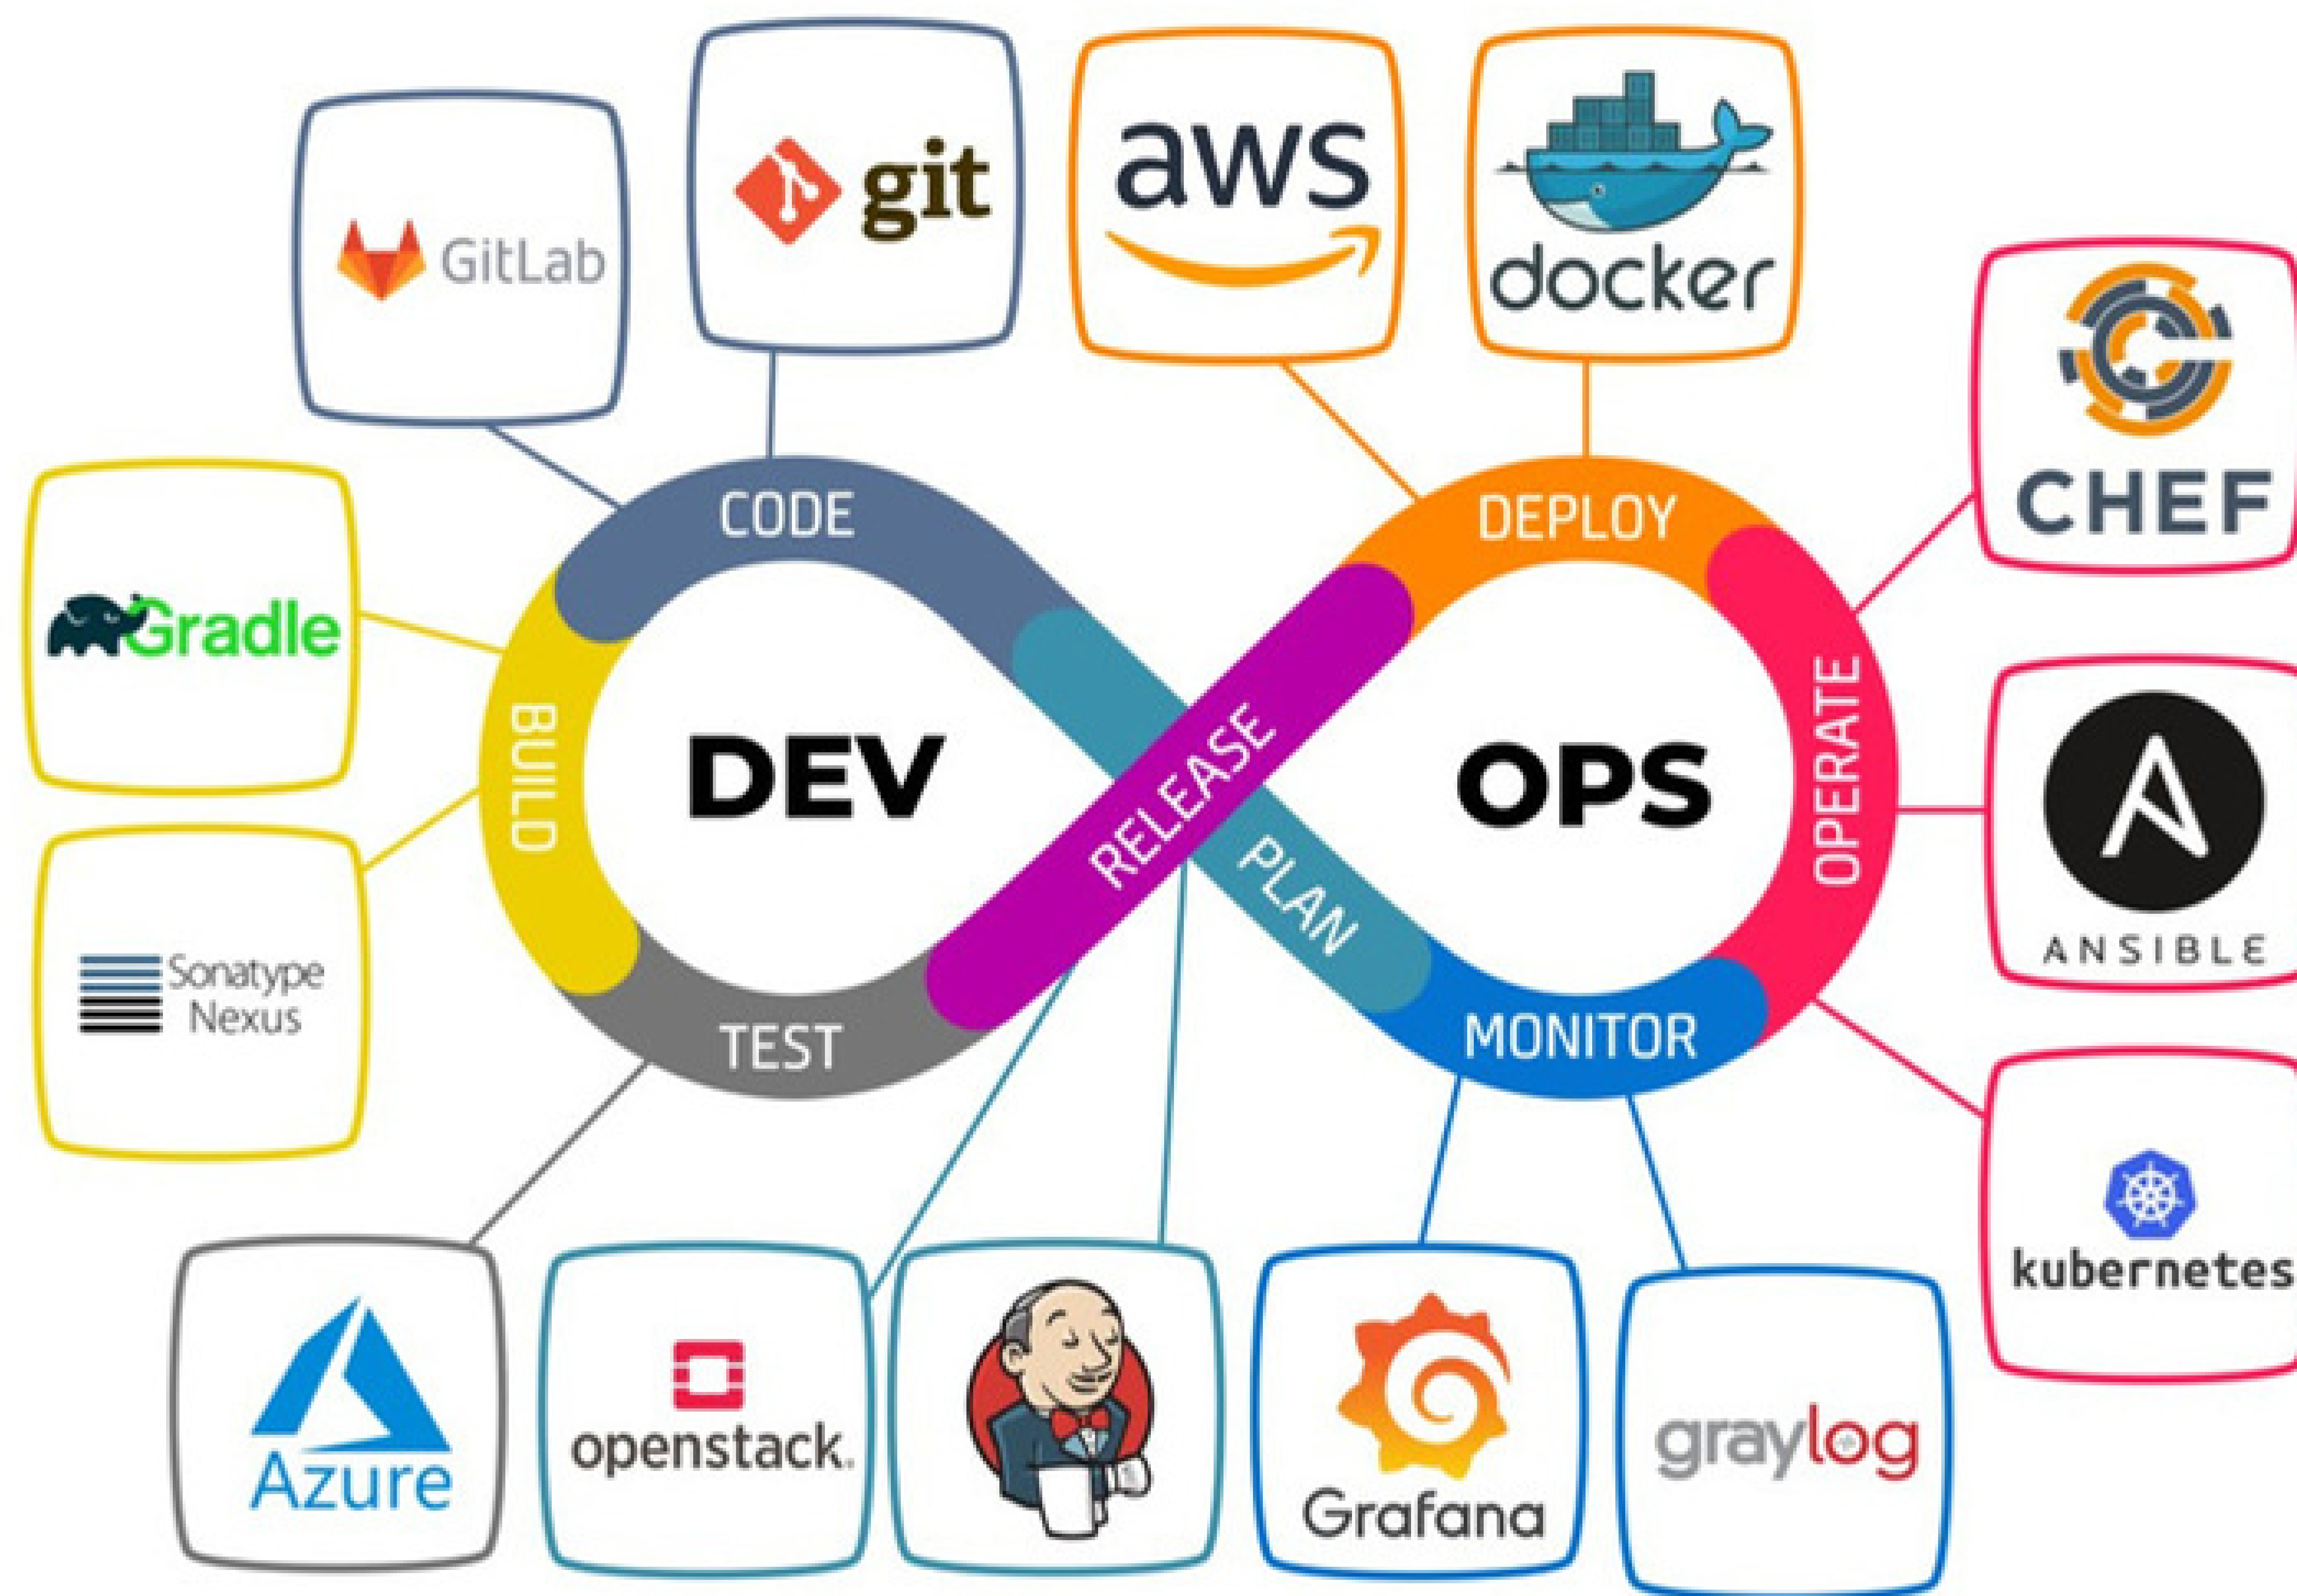 GitLab
git
aws
docker
CHEF
Gradle
CODE
DEPLOY
BUILD
DEV
RELEASE
OPS
OPERATE
PLAN
ANSIBLE
Sonatype
Nexus
TEST
MONITOR
kubernetes
Azure
openstack.
Grafana
graylog